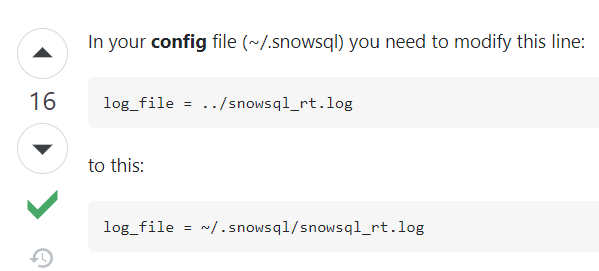 In your config file (~/.snowsql) you need to modify this line:
16
log_file = ../snowsql_rt.log
to this:
log_file = ~/.snowsql/snowsql_rt.log